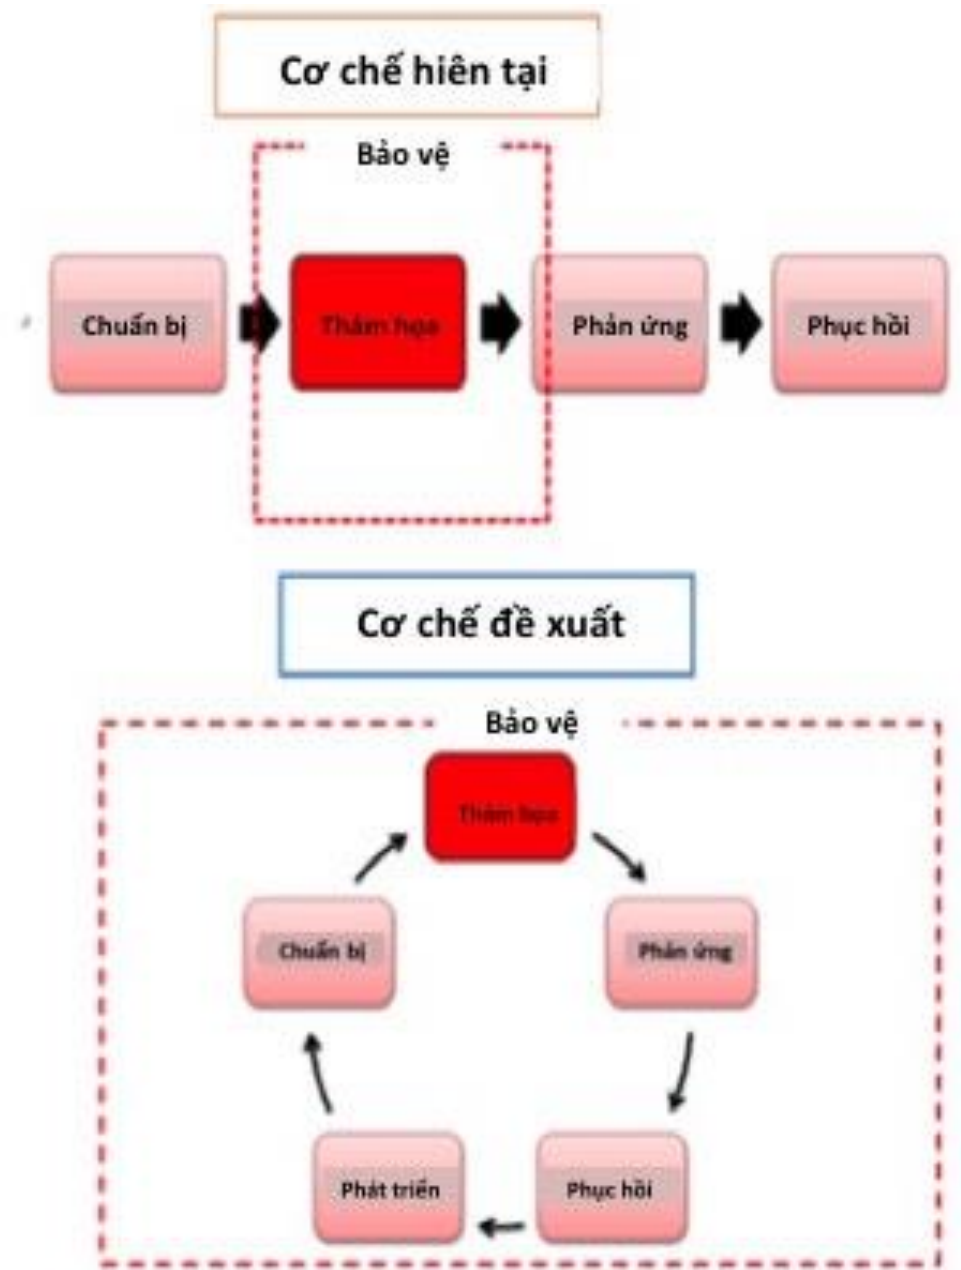 Cơ chế hiên tại
Bảo vệ
Chuẩn bị
Thảm họa
Phản ứng
Phục hồi
Cơ chế đề xuất
Bảo vệ
Thảm họa
Chuẩn bị
Phản ứng
Phát triển
Phục hồi